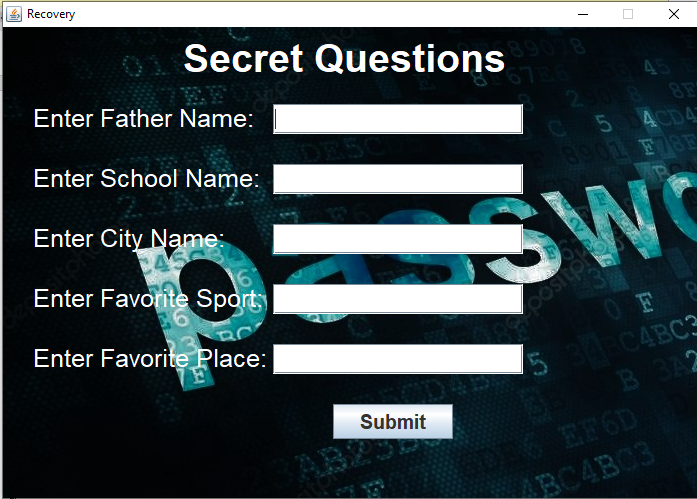 Recovery
Secret Questions
Enter Father Name:
Enter School Name:
Enter City Name:
Enter Favorite Sport:
Enter Favorite Place:
Submit
passwo